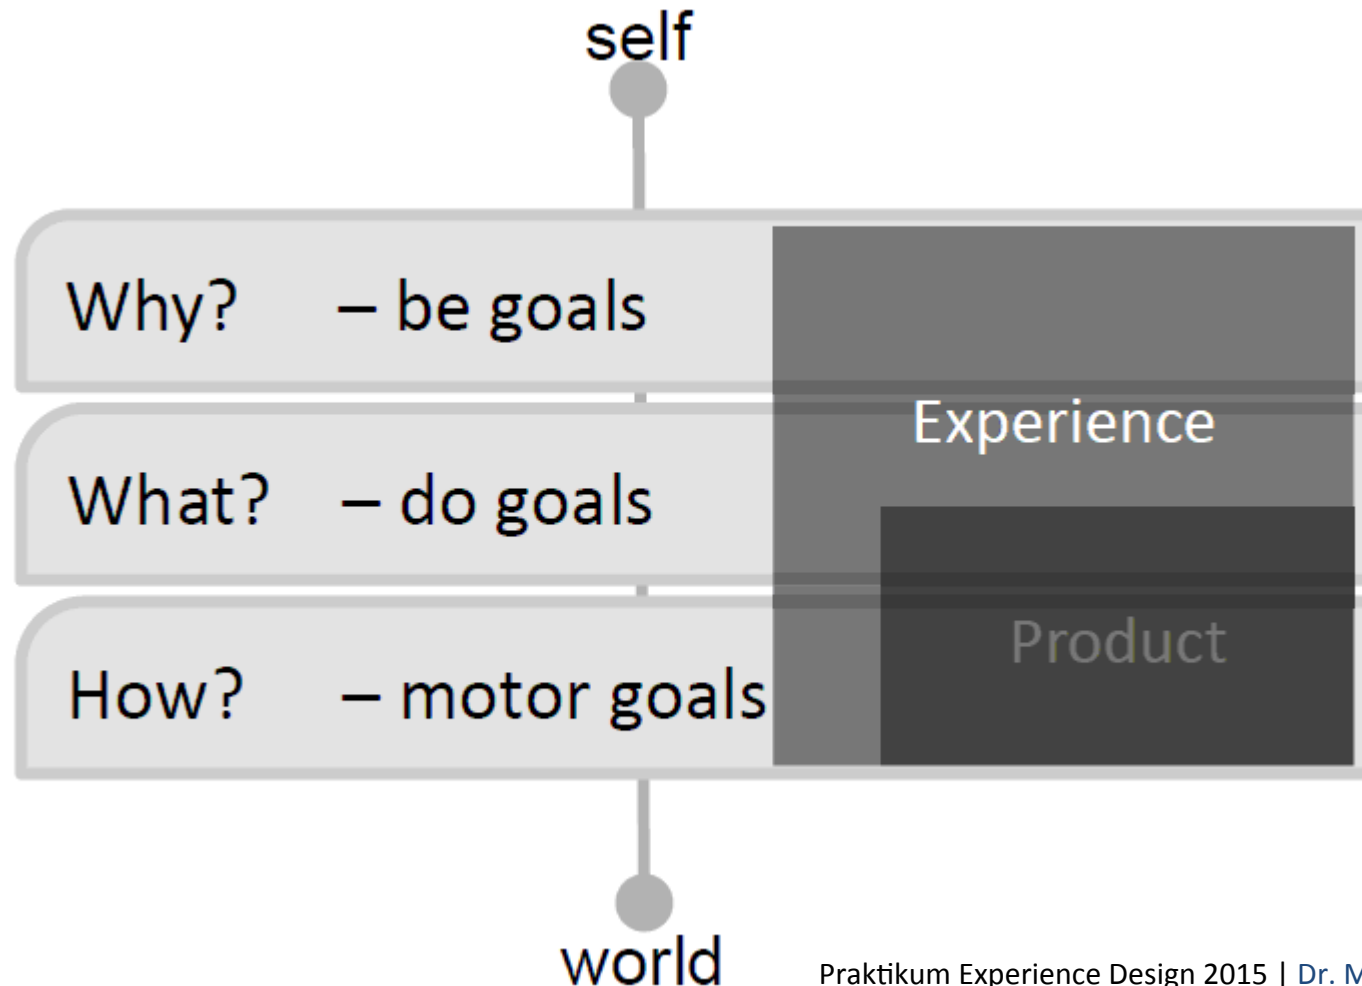 self
Why? – be goals
Experience
What? – do goals
Product
How? – motor goals
world
Praktikum Experience Design 2015 | Dr. M